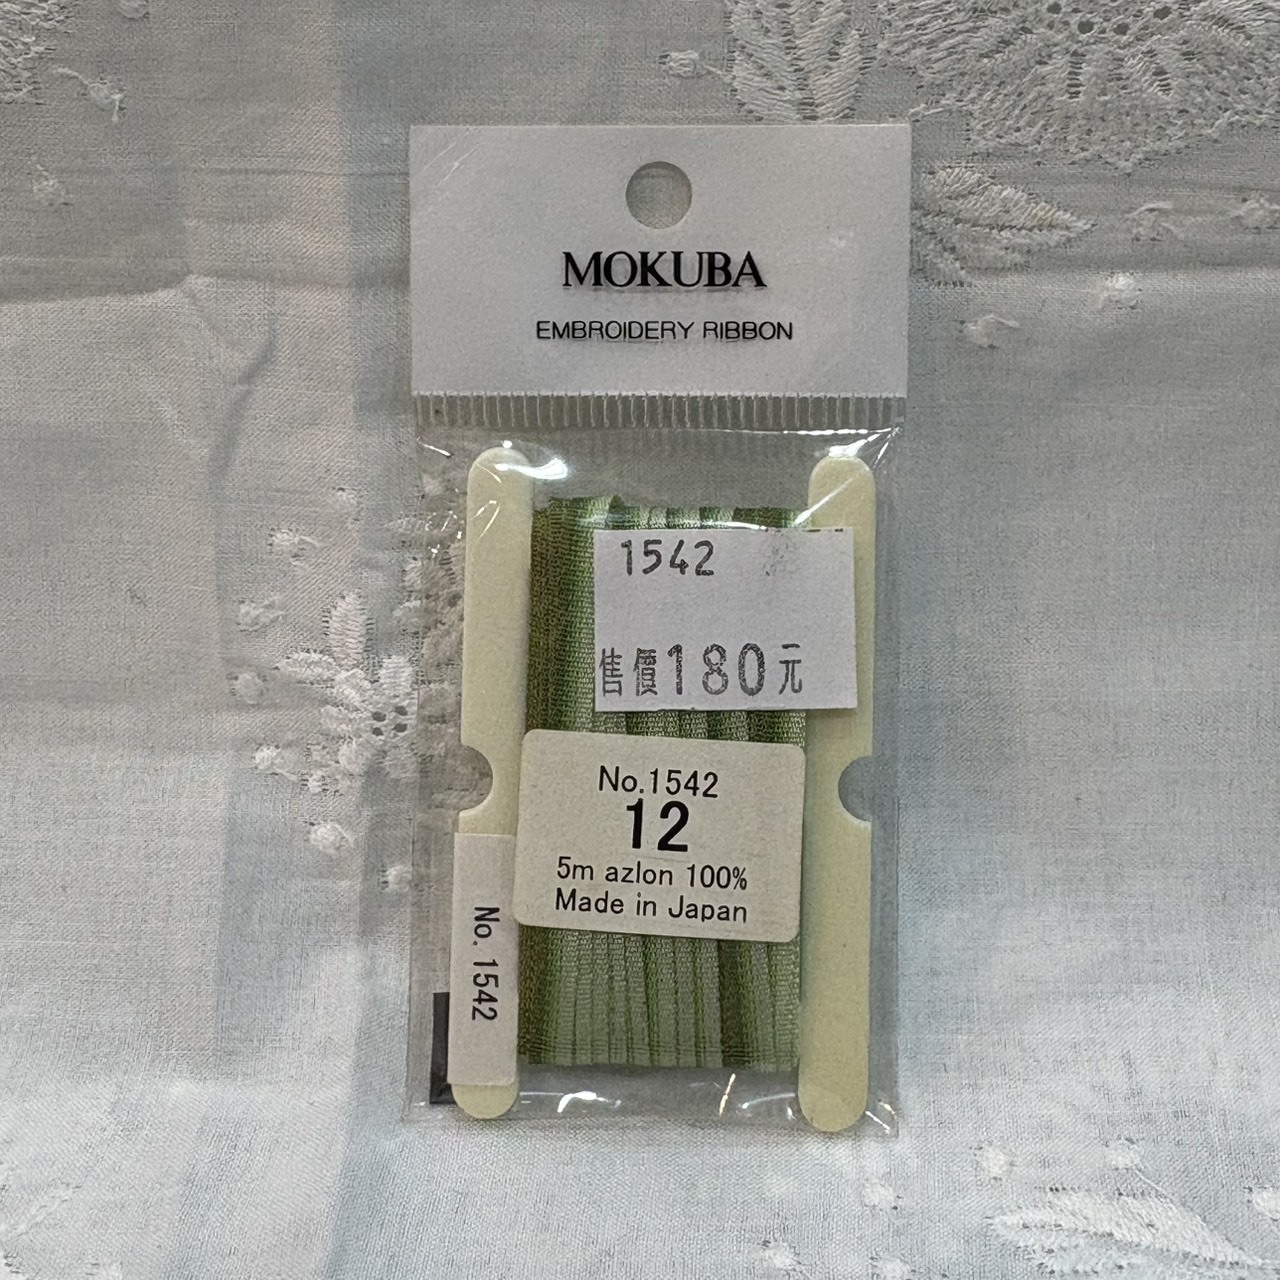 MOKUBA
EMBROIDERY RIBBON
1542
售價180元
No.1542
12
5m azlon 100%
Made in Japan
No. 1542